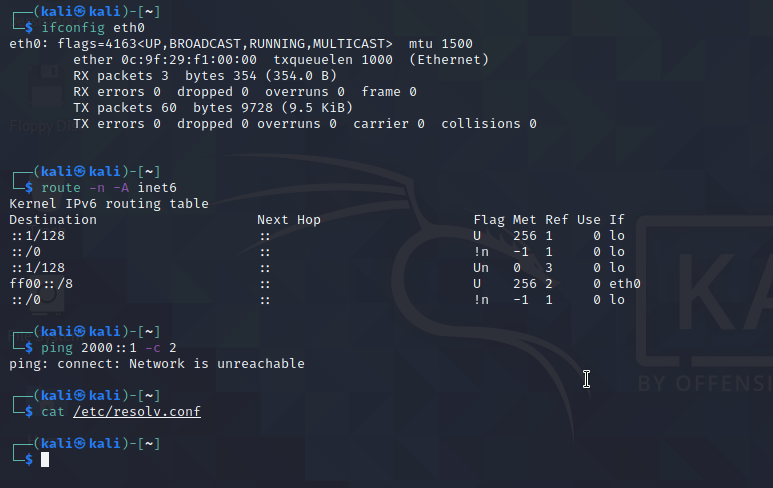 ┌──(kali㉿kali)-[~]
└─$ ifconfig eth0
eth0: flags=4163<UP,BROADCAST,RUNNING,MULTICAST>  mtu 1500
        ether 0c:9f:29:f1:00:00  txqueuelen 1000  (Ethernet)
        RX packets 3  bytes 354 (354.0 B)
        RX errors 0  dropped 0  overruns 0  frame 0
        TX packets 60  bytes 9728 (9.5 KiB)
        TX errors 0  dropped 0 overruns 0  carrier 0  collisions 0
┌──(kali㉿kali)-[~]
└─$ route -n -A inet6
Kernel IPv6 routing table
Destination                    Next Hop                   Flag Met Ref Use If
::1/128                        ::                         U    256 1     0 lo
::/0                           ::                         !n   -1  1     0 lo
::1/128                        ::                         Un   0   3     0 lo
ff00::/8                       ::                         U    256 2     0 eth0
::/0                           ::                         !n   -1  1     0 lo
┌──(kali㉿kali)-[~]
└─$ ping 2000::1 -c 2
ping: connect: Network is unreachable
┌──(kali㉿kali)-[~]
└─$ cat /etc/resolv.conf
┌──(kali㉿kali)-[~]
└─$
KA
BY OFFENSI